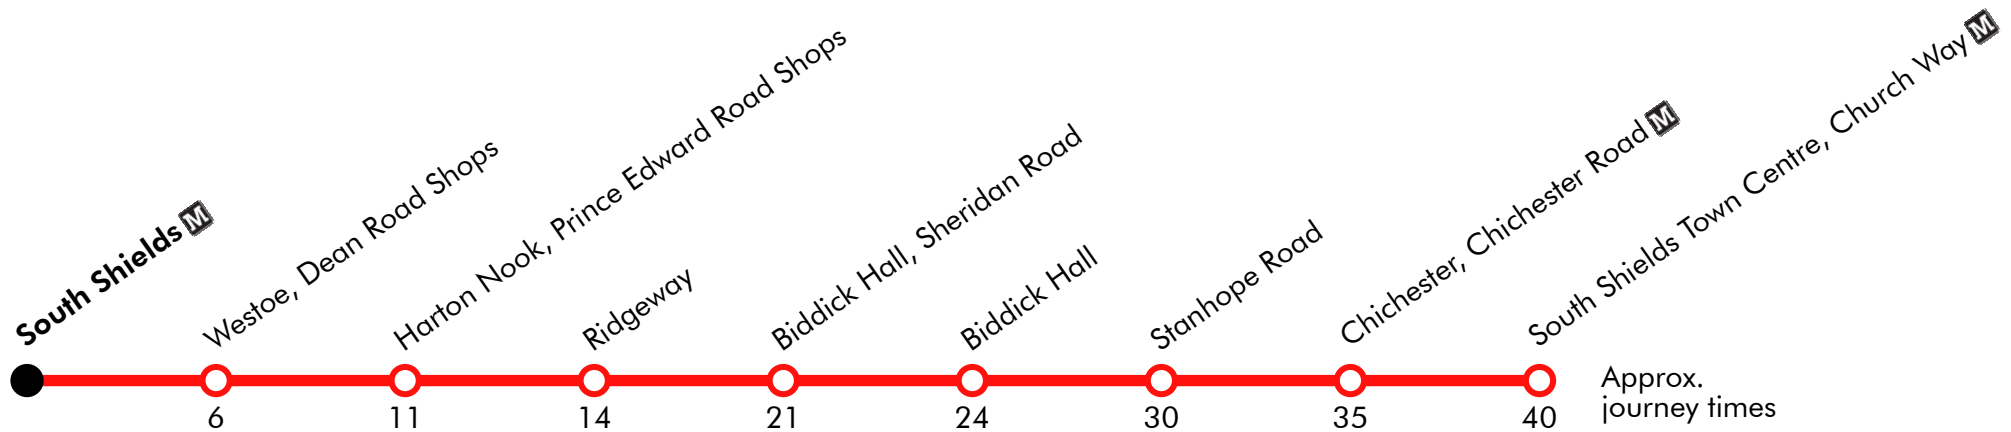 South Shields M
Westoe, Dean Road Shops
Harton Nook, Prince Edward Road Shops
Ridgeway
Biddick Hall, Sheridan Road
Biddick Hall
Stanhope Road
Chichester, Chichester Road M
South Shields Town Centre, Church Way M
6
11
14
21
24
30
35
40
Approx.
journey times